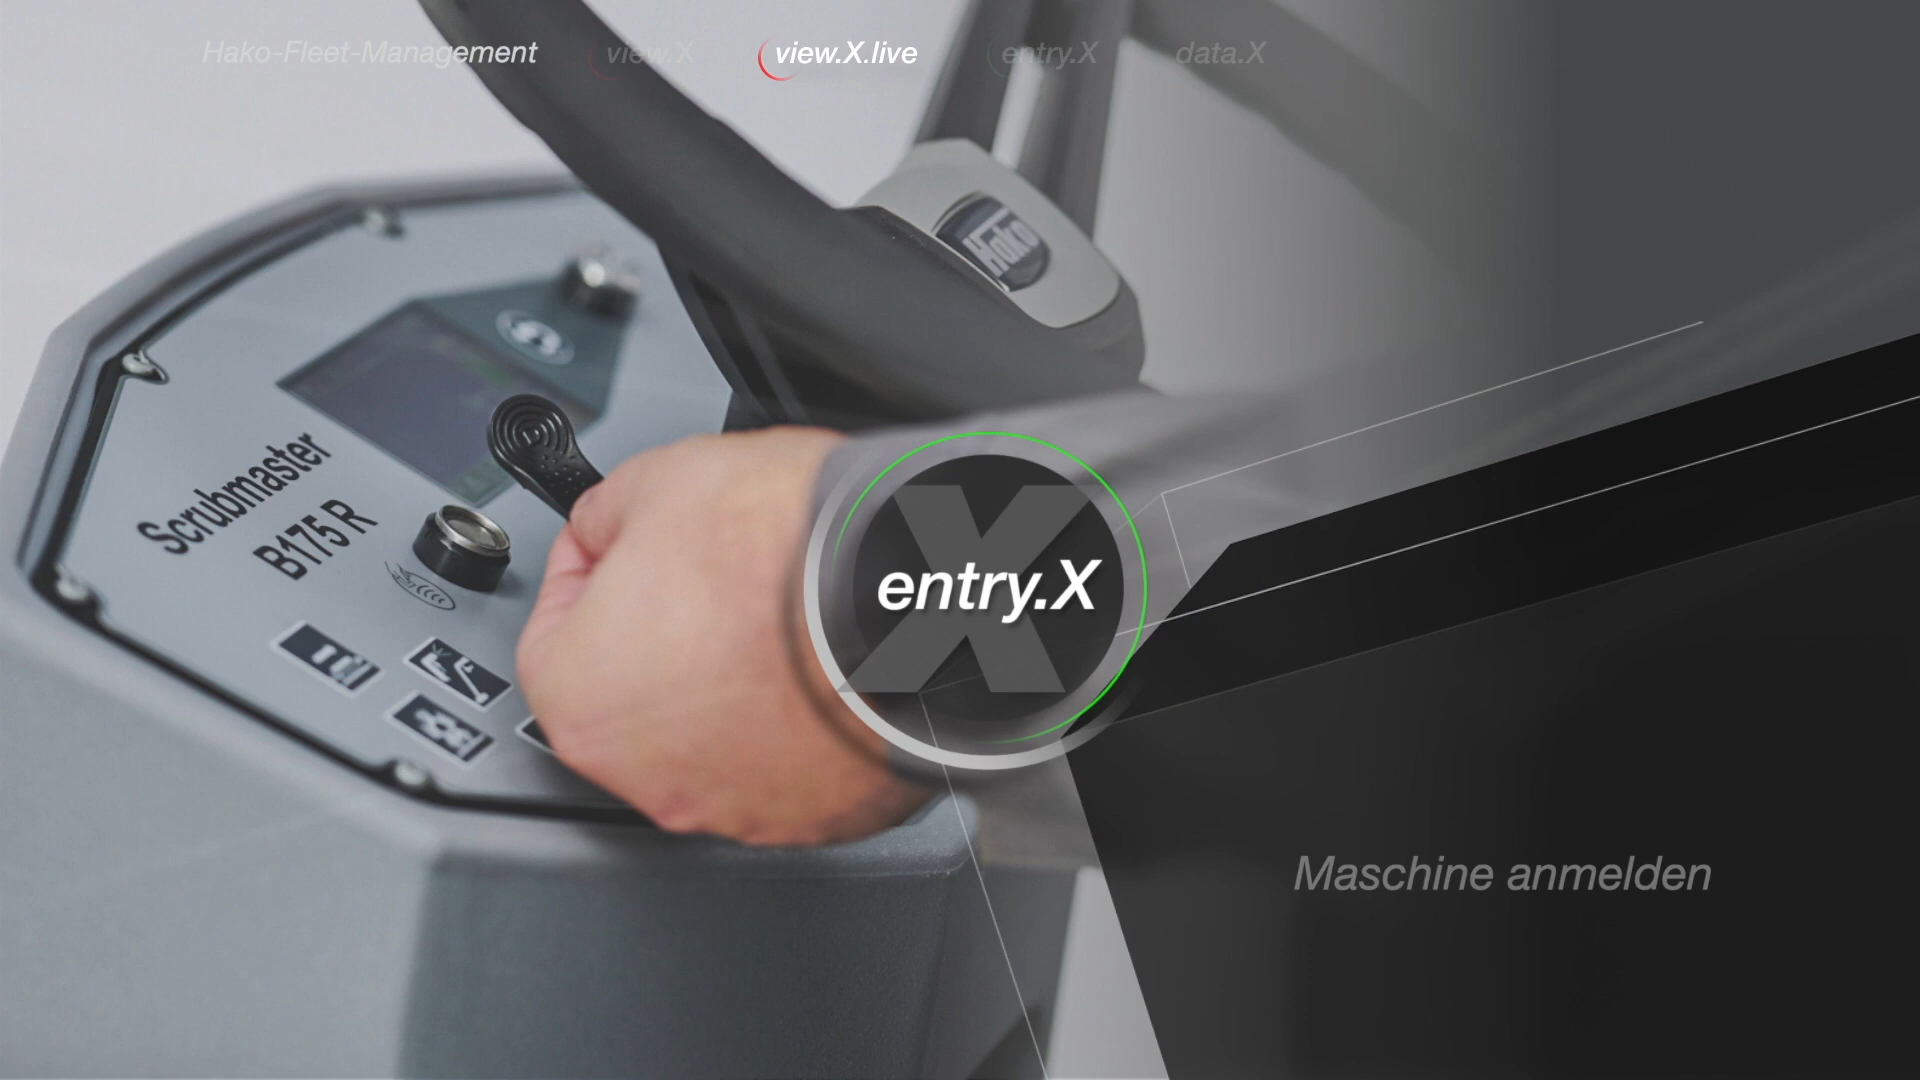 Hako-Fleet-Management view.X view.X.live entry.X data.X
Hako
Scrubmaster
B175 R
entry.X
Maschine anmelden